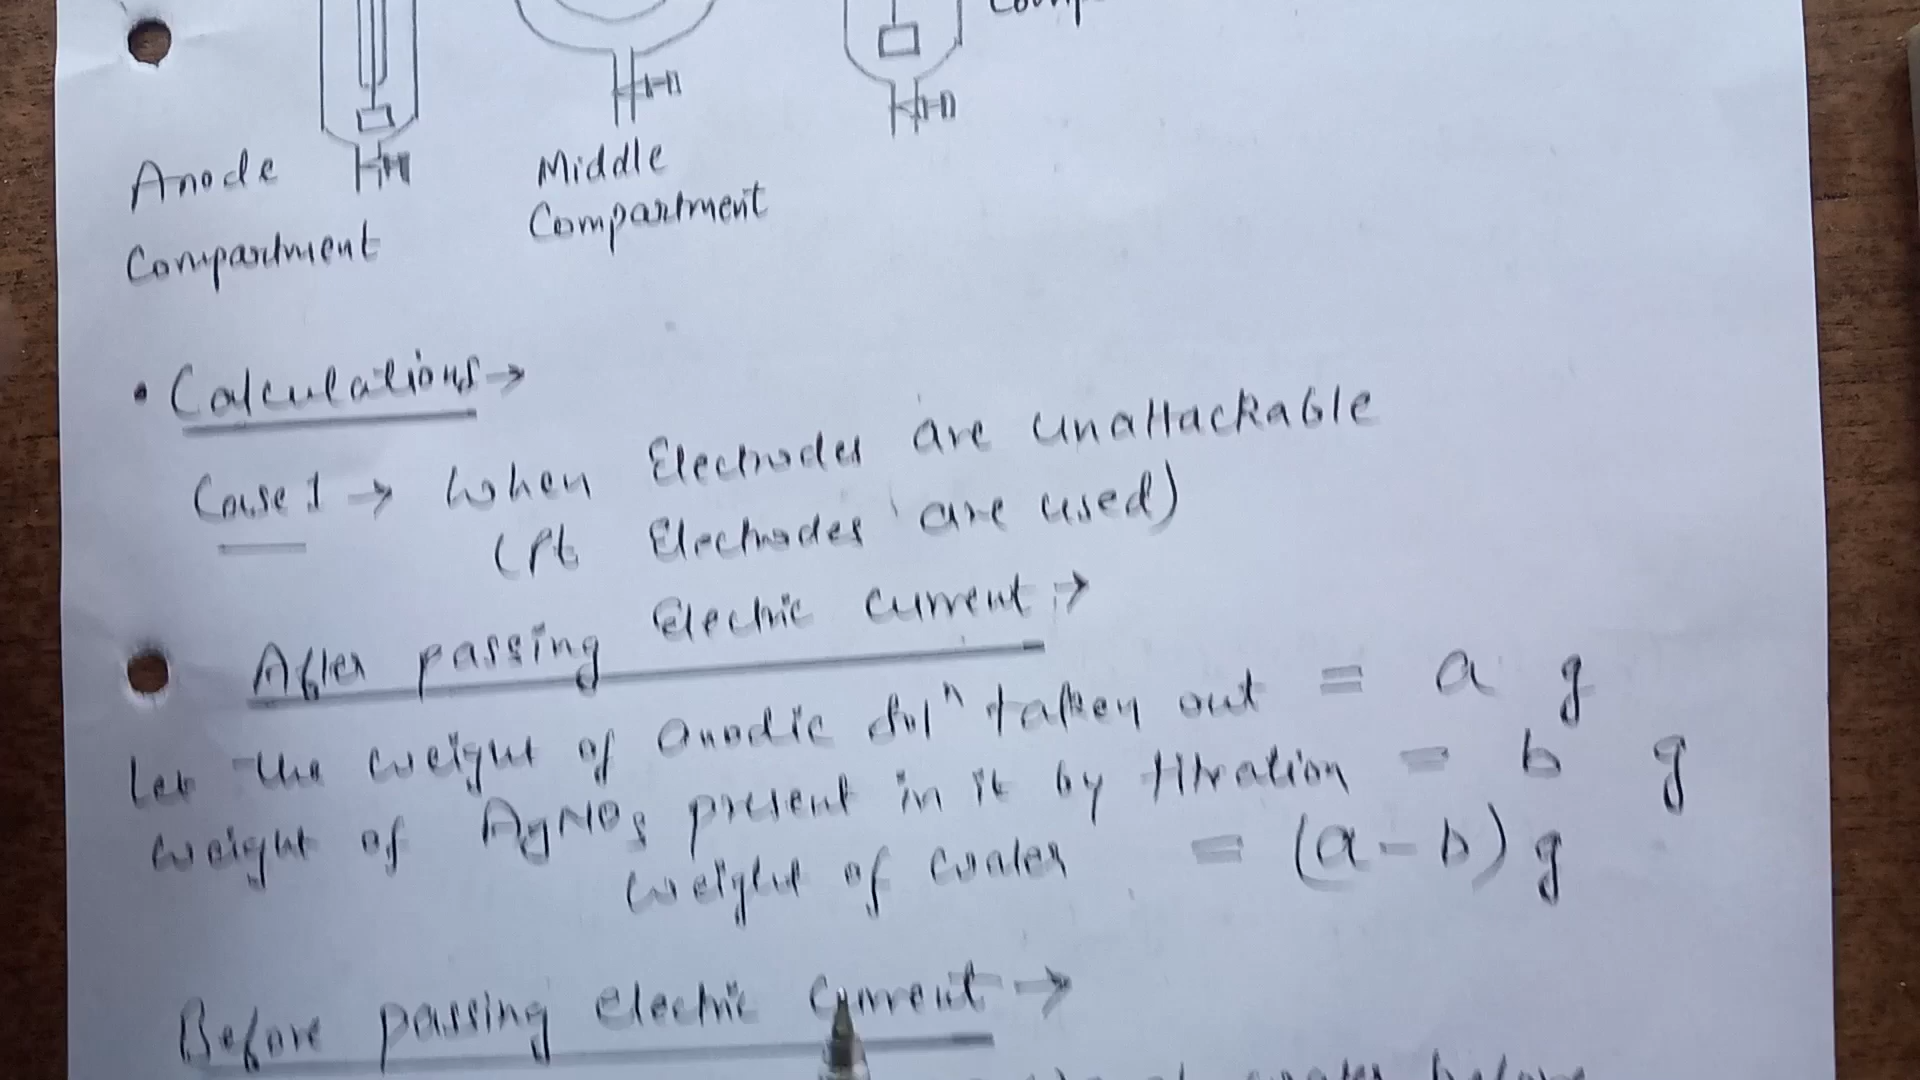 Anode
Compartment
Middle
Compartment
• Calculations →
Case 1 → When Electrodes are unattackable
(Pt Electrodes are used)
After passing Electric current →
Let the weight of anodic solⁿ taken out = a g
weight of AgNO₃ present in it by titration = b g
weight of water = (a-b) g
Before passing electric current →
water before